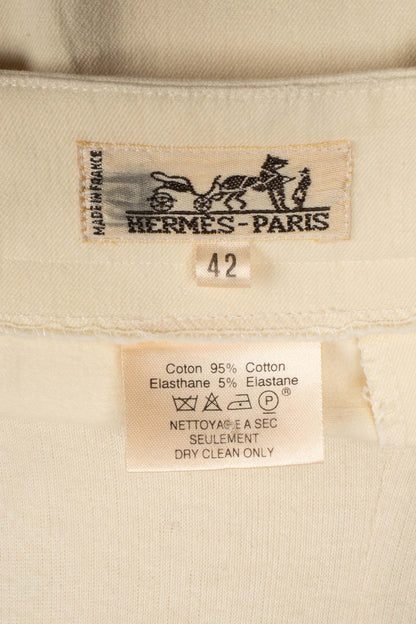 MADE IN FRANCE
HERMES-PARIS
42
Coton 95% Cotton
Elasthane 5% Elastane
P ®
NETTOYAGE A SEC
SEULEMENT
DRY CLEAN ONLY